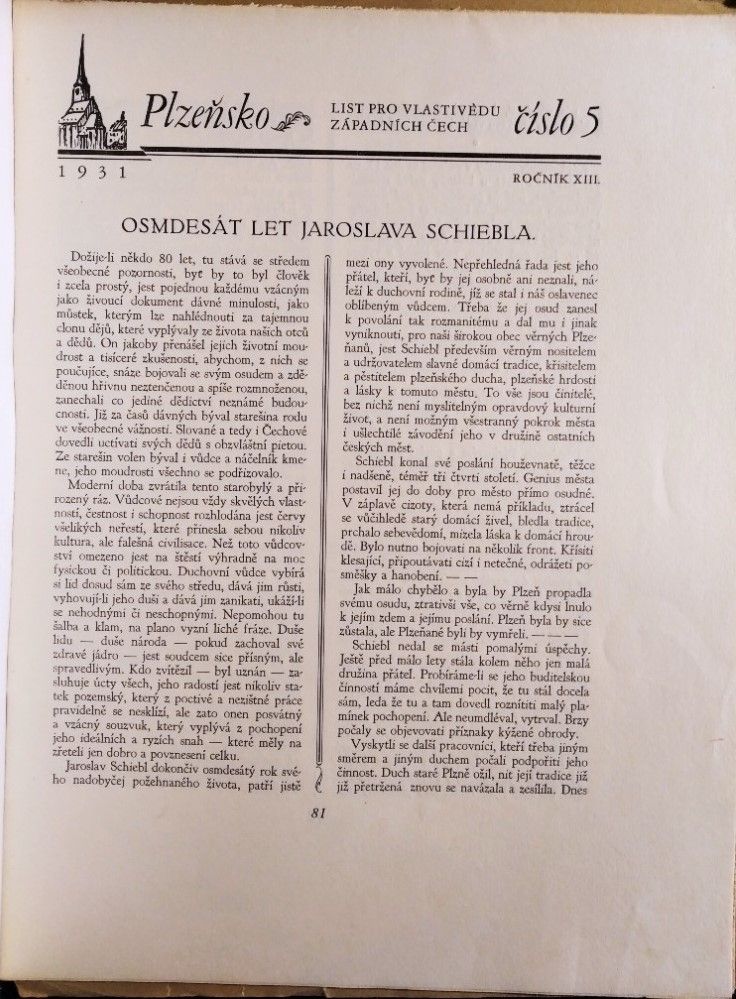 Plzeňsko
LIST PRO VLASTIVĚDU
ZÁPADNÍCH ČECH
číslo 5
1931
ROČNÍK XIII.
OSMDESÁT LET JAROSLAVA SCHIEBLA.
Dožije-li někdo 80 let, tu stává se středem
všeobecné pozornosti, byť by to byl člověk
i zcela prostý, jest pojednou každému vzácným
jako živoucí dokument dávné minulosti, jako
můstek, kterým lze nahlédnouti za tajemnou
clonu dějů, které vyplývaly ze života našich otců
a dědů. On jakoby přenášel jejich životní mou-
drost a tisíceré zkušenosti, abychom, z nich se
poučujíce, snáze bojovali se svým osudem a zdě-
děnou hřivnu neztenčenou a spíše rozmnoženou,
zanechali co jediné dědictví neznámé budou-
cnosti. Již za časů dávných býval starešina rodu
ve všeobecné vážnosti. Slované a tedy i Čechové
dovedli uctívati svých dědů s obzvláštní pietou.
Ze starešin volen býval i vůdce a náčelník kme-
ne, jeho moudrosti všechno se podřizovalo.
Moderní doba zvrátila tento starobylý a při-
rozený ráz. Vůdcové nejsou vždy skvělých vlast-
ností, čestnost i schopnost rozhlodána jest červy
všelikých neřestí, které přinesla sebou nikoliv
kultura, ale falešná civilisace. Než toto vůdcov-
ství omezeno jest na štěstí výhradně na moc
fysickou či politickou. Duchovní vůdce vybírá
si lid dosud sám ze svého středu, dává jim růsti,
vyhovují-li jeho duši a dává jim zanikati, ukáží-li
se nehodnými či neschopnými. Nepomohou tu
šalba a klam, na plano vyzní liché fráze. Duše
lidu — duše národa — pokud zachoval své
zdravé jádro — jest soudcem sice přísným, ale
spravedlivým. Kdo zvítězil — byl uznán — za-
sluhuje úcty všech, jeho radostí jest nikoliv sta-
tek pozemský, který z poctivé a nezištné práce
pravidelně se nesklízí, ale zato onen posvátný
a vzácný souzvuk, který vyplývá z pochopení
jeho ideálních a ryzích snah — které měly na
zřeteli jen dobro a povznesení celku.
Jaroslav Schiebl dokončiv osmdesátý rok své-
ho nadobyčej požehnaného života, patří jistě
mezi ony vyvolené. Nepřehledná řada jest jeho
přátel, kteří, byť by jej osobně ani neznali, ná-
leží k duchovní rodině, jíž se stal i náš oslavenec
oblíbeným vůdcem. Třeba že jej osud zanesl
k povolání tak rozmanitému a dal mu i jinak
vyniknouti, pro naši širokou obec věrných Plze-
ňanů, jest Schiebl především věrným nositelem
a udržovatelem slavné domácí tradice, křisitelem
a pěstitelem plzeňského ducha, plzeňské hrdosti
a lásky k tomuto městu. To vše jsou činitelé,
bez nichž není myslitelným opravdový kulturní
život, a není možným všestranný pokrok města
i ušlechtilé závodění jeho v družině ostatních
českých měst.
Schiebl konal své poslání houževnatě, těžce
i nadšeně, téměř tři čtvrti století. Genius města
postavil jej do doby pro město přímo osudné.
V záplavě cizoty, která nemá příkladu, ztrácel
se vůčihledě starý domácí živel, bledla tradice,
prchalo sebevědomí, mizela láska k domácí hrou-
dě. Bylo nutno bojovati na několik front. Křísiti
klesající, připoutávati cizí i netečné, odrážeti po-
směšky a hanobení. — —
Jak málo chybělo a byla by Plzeň propadla
svému osudu, ztrativši vše, co věrně kdysi lnulo
k jejím zdem a jejímu poslání. Plzeň byla by sice
zůstala, ale Plzeňané byli by vymřeli. — — —
Schiebl nedal se másti pomalými úspěchy.
Ještě před málo lety stála kolem něho jen malá
družina přátel. Probíráme-li se jeho buditelskou
činností máme chvílemi pocit, že tu stál docela
sám, leda že tu a tam dovedl roznítiti malý pla-
mínek pochopení. Ale neumdléval, vytrval. Brzy
počaly se objevovati příznaky kýžené obrody.
Vyskytli se další pracovníci, kteří třeba jiným
směrem a jiným duchem počali podpořiti jeho
činnost. Duch staré Plzně ožil, nit její tradice již
již přetržená znovu se navázala a zesílila. Dnes
81